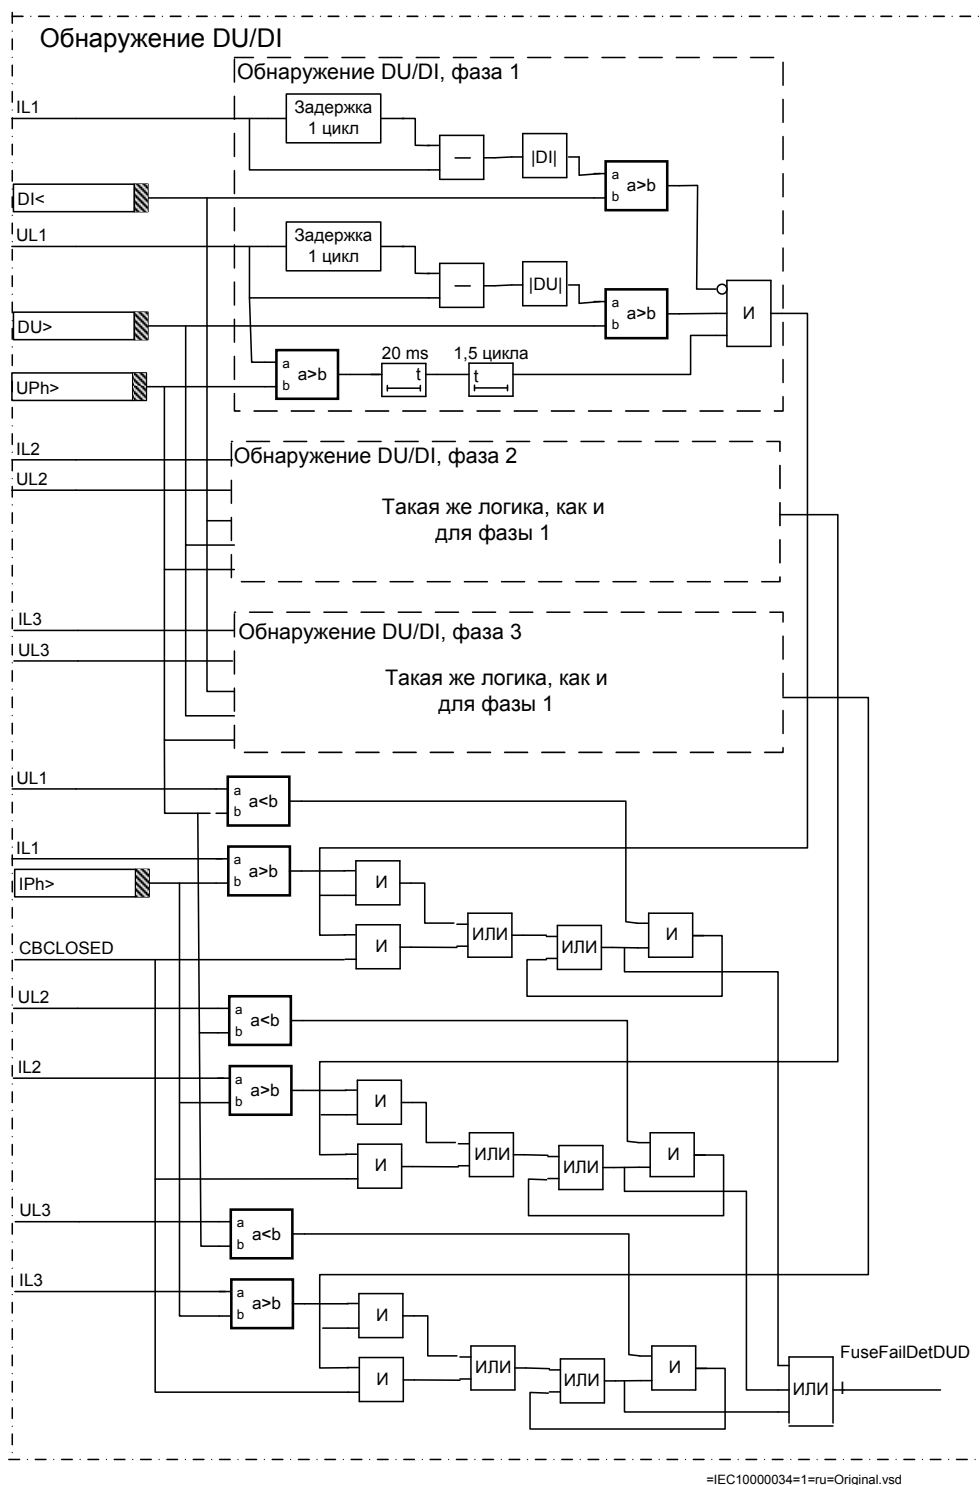 Обнаружение DU/DI
Обнаружение DU/DI, фаза 1
IL1
Задержка
1 цикл
—
|DI|
a
b
a>b
DI<
UL1
Задержка
1 цикл
—
|DU|
a
b
a>b
И
DU>
20 ms
1,5 цикла
a
b
a>b
t
t
UPh>
IL2
Обнаружение DU/DI, фаза 2
UL2
Такая же логика, как и
для фазы 1
IL3
Обнаружение DU/DI, фаза 3
UL3
Такая же логика, как и
для фазы 1
UL1
a
b
a<b
IL1
a
b
a>b
IPh>
И
ИЛИ
ИЛИ
И
И
CBCLOSED
UL2
a
b
a<b
IL2
a
b
a>b
И
ИЛИ
ИЛИ
И
И
UL3
a
b
a<b
IL3
a
b
a>b
И
ИЛИ
ИЛИ
И
И
FuseFailDetDUD
ИЛИ
=IEC10000034=1=ru=Original.vsd